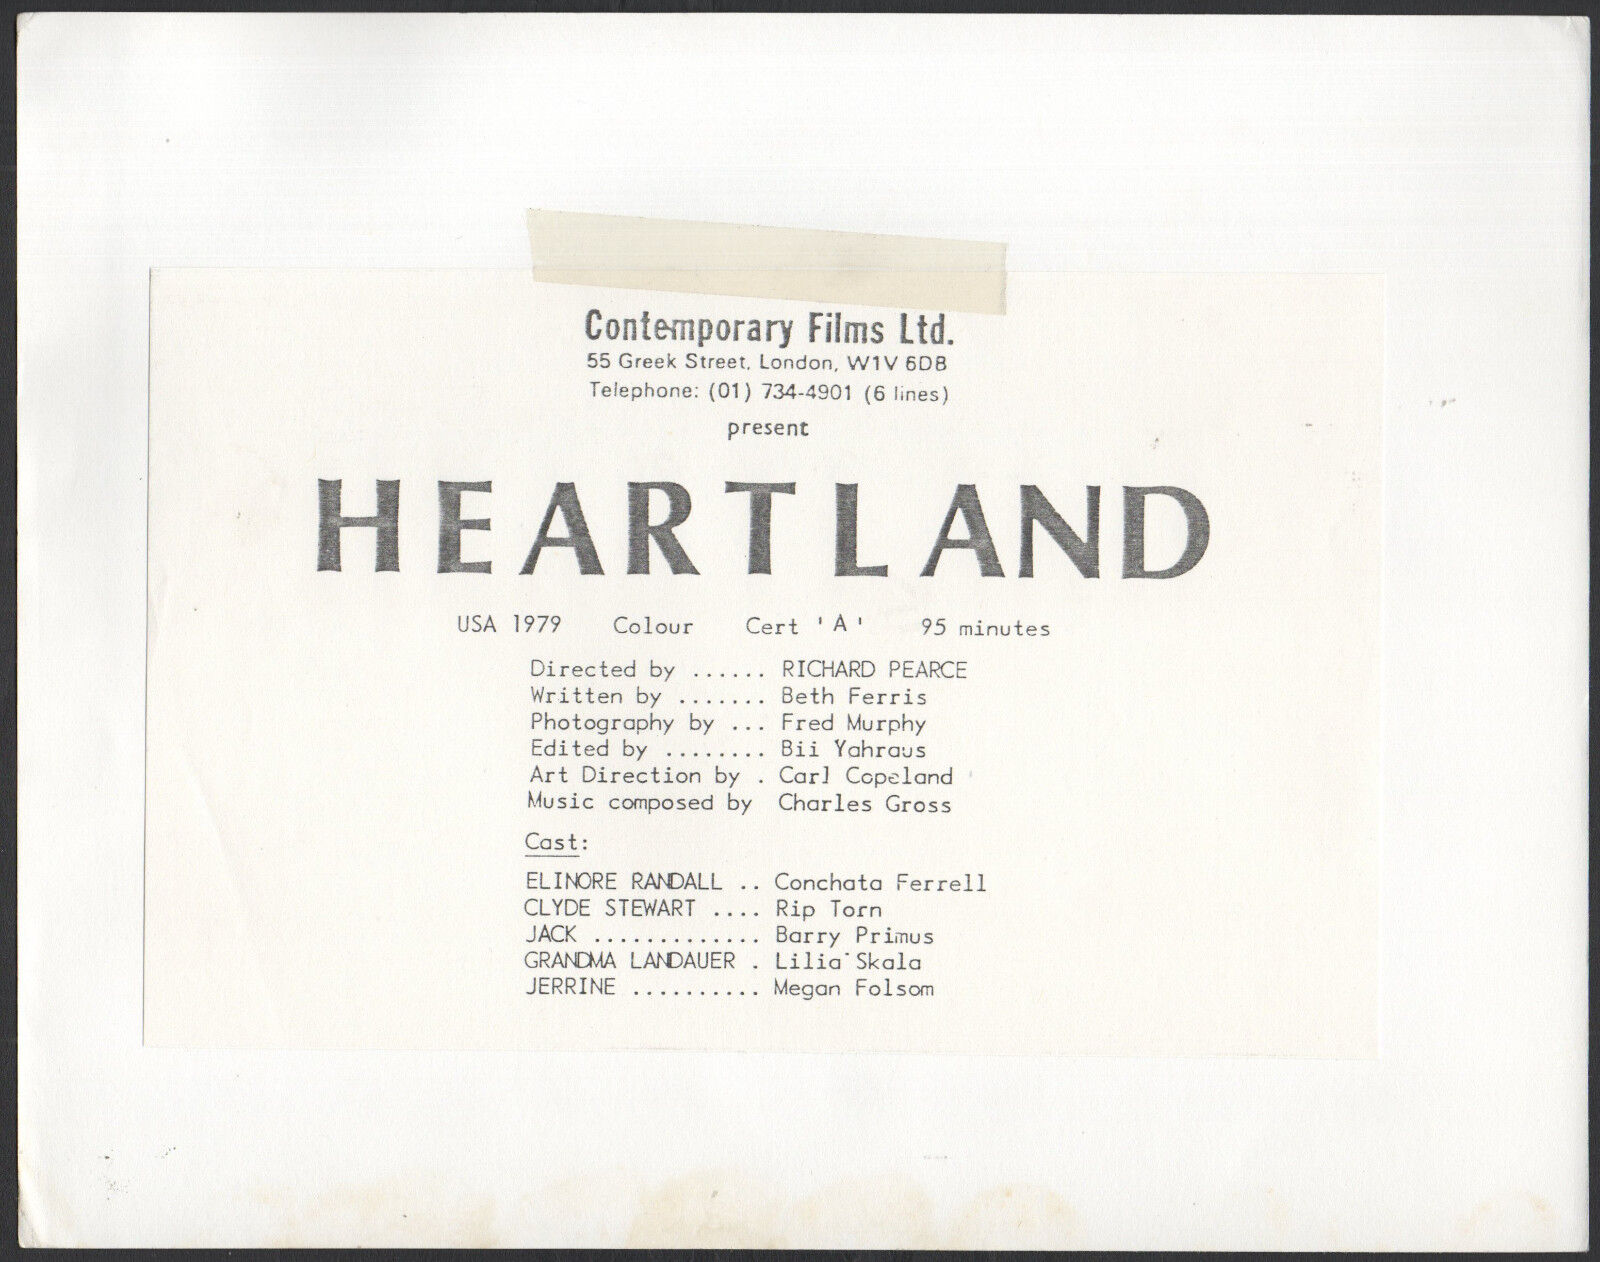 Contemporary Films Ltd.
55 Greek Street, London, W1V 6DB
Telephone: (01) 734-4901 (6 lines)
present
HEARTLAND
USA 1979 Colour Cert 'A' 95 minutes
Directed by ...... RICHARD PEARCE
Written by ....... Beth Ferris
Photography by ... Fred Murphy
Edited by ........ Bii Yahraus
Art Direction by . Carl Copeland
Music composed by Charles Gross
Cast:
ELINORE RANDALL .. Conchata Ferrell
CLYDE STEWART .... Rip Torn
JACK ............. Barry Primus
GRANDMA LANDAUER . Lilia Skala
JERRINE .......... Megan Folsom